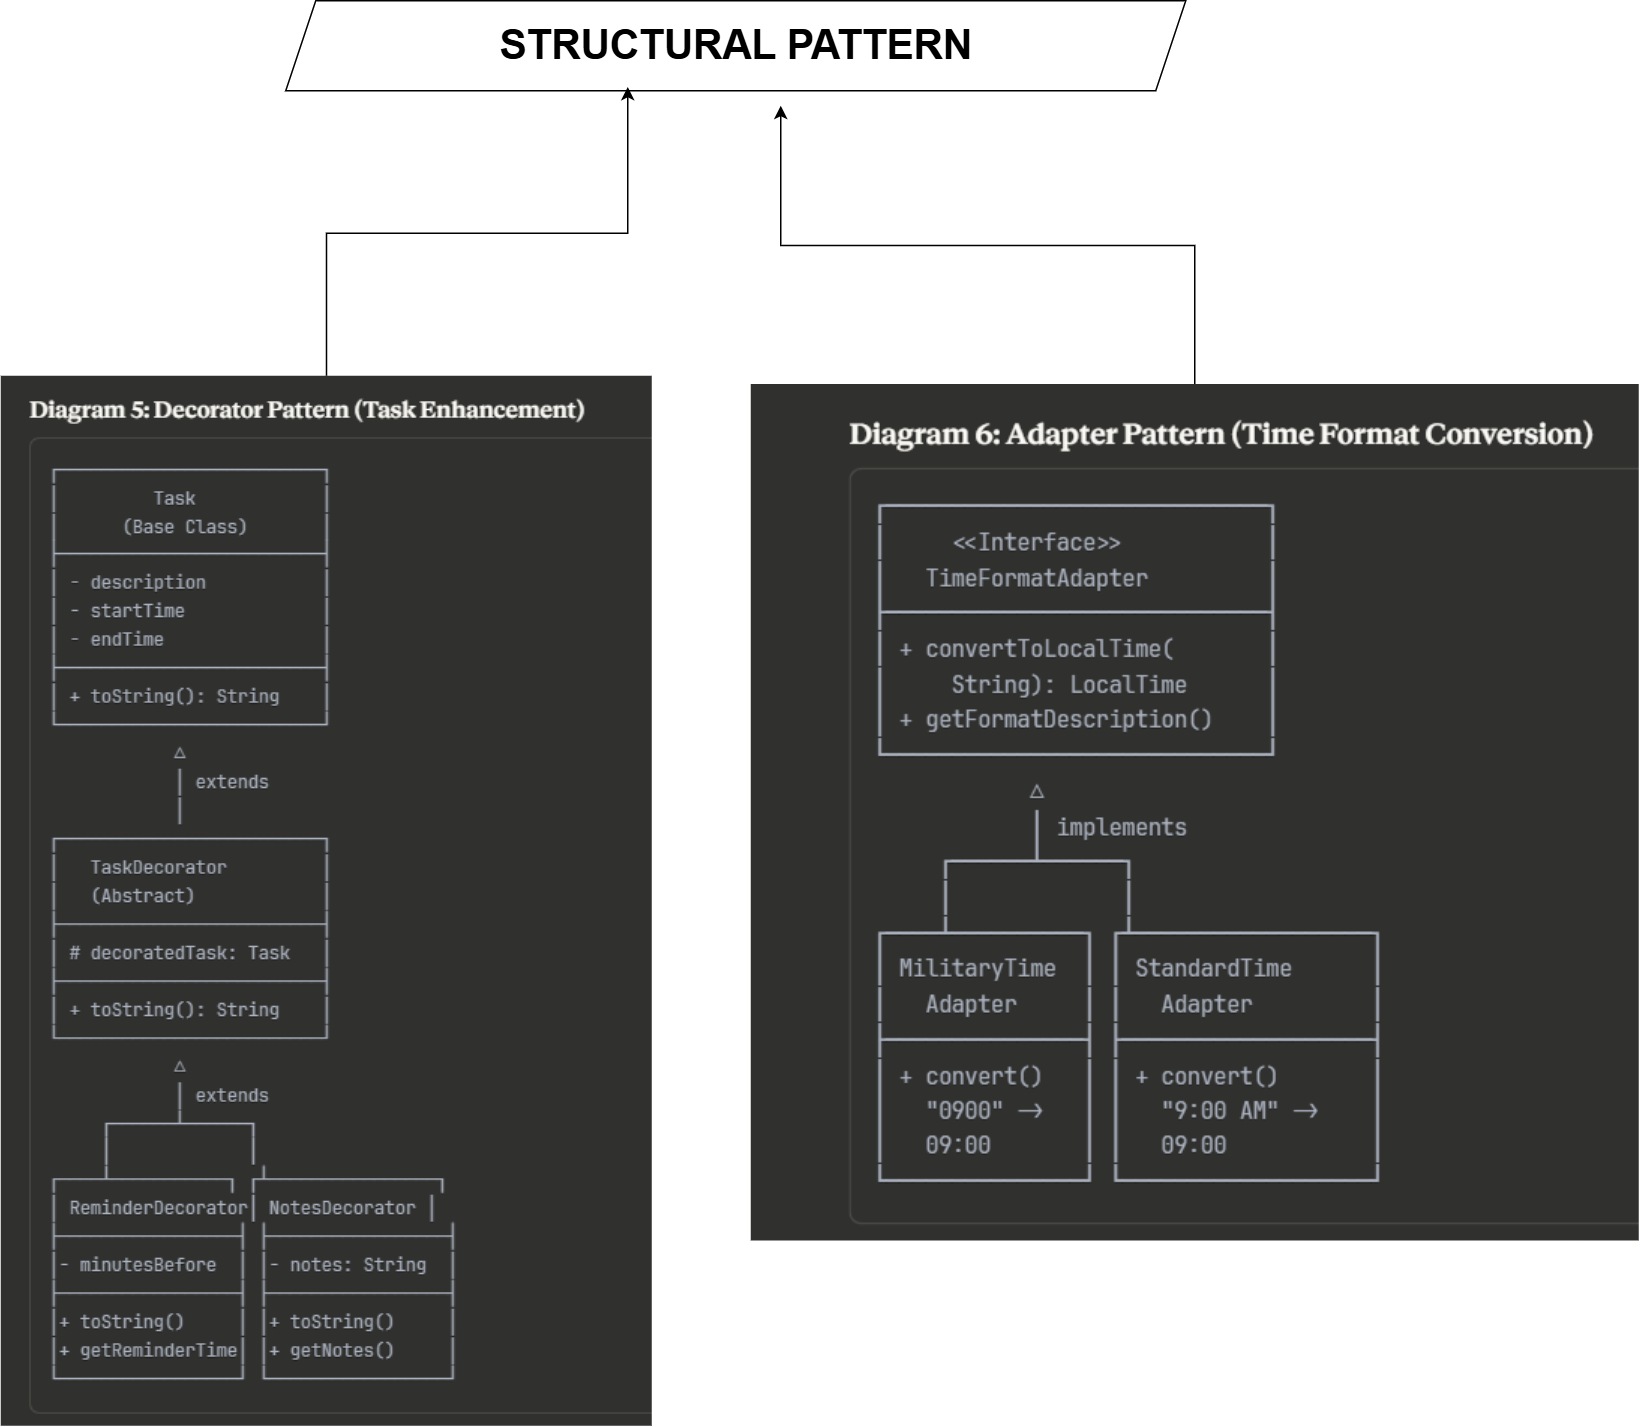 STRUCTURAL PATTERN
Diagram 5: Decorator Pattern (Task Enhancement)
Task
(Base Class)
- description
- startTime
- endTime
+ toString(): String
extends
TaskDecorator
(Abstract)
# decoratedTask: Task
+ toString(): String
extends
ReminderDecorator
- minutesBefore
+ toString()
+ getReminderTime
NotesDecorator
- notes: String
+ toString()
+ getNotes()
Diagram 6: Adapter Pattern (Time Format Conversion)
<<Interface>>
TimeFormatAdapter
+ convertToLocalTime(
String): LocalTime
+ getFormatDescription()
implements
MilitaryTime
Adapter
+ convert()
"0900" ->
09:00
StandardTime
Adapter
+ convert()
"9:00 AM" ->
09:00